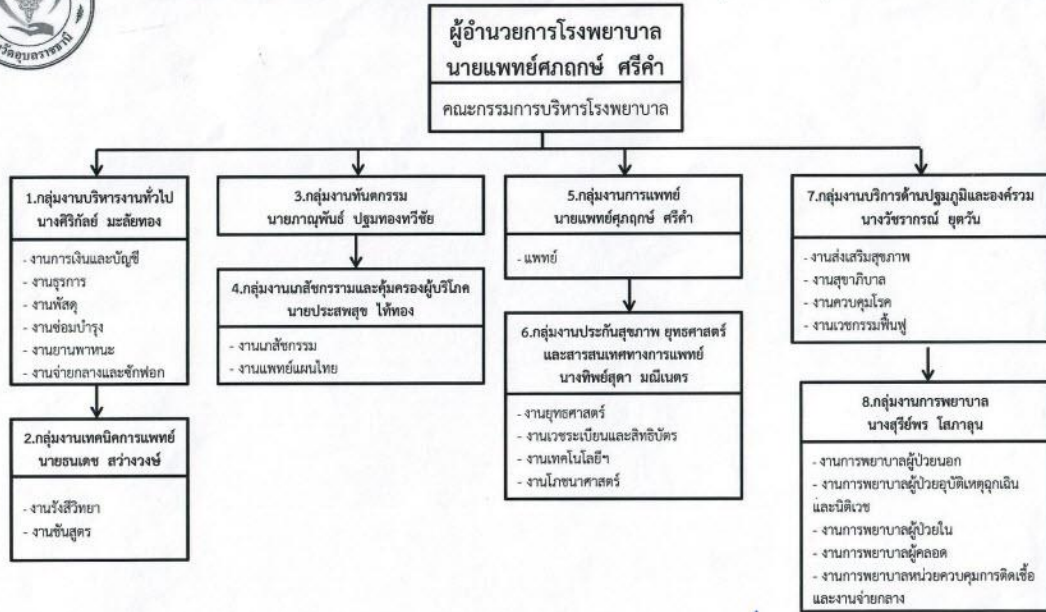 จังหวัดอุบลราชธานี
ผู้อำนวยการโรงพยาบาล
นายแพทย์ศภฤกษ์ ศรีคำ
คณะกรรมการบริหารโรงพยาบาล
1.กลุ่มงานบริหารงานทั่วไป
นางศิริกัลย์ มะลัยทอง
- งานการเงินและบัญชี
- งานธุรการ
- งานพัสดุ
- งานซ่อมบำรุง
- งานยานพาหนะ
- งานจ่ายกลางและซักฟอก
2.กลุ่มงานเทคนิคการแพทย์
นายธนเดช สว่างวงษ์
- งานรังสีวิทยา
- งานชันสูตร
3.กลุ่มงานทันตกรรม
นายภาณุพันธ์ ปฐมทองทวีชัย
4.กลุ่มงานเภสัชกรรามและคุ้มครองผู้บริโภค
นายประสพสุข ไท้ทอง
- งานเภสัชกรรม
- งานแพทย์แผนไทย
5.กลุ่มงานการแพทย์
นายแพทย์ศุภฤกษ์ ศรีคำ
- แพทย์
6.กลุ่มงานประกันสุขภาพ ยุทธศาสตร์
และสารสนเทศทางการแพทย์
นางทิพย์สุดา มณีเนตร
- งานยุทธศาสตร์
- งานเวชระเบียนและสิทธิบัตร
- งานเทคโนโลยีฯ
- งานโภชนาศาสตร์
7.กลุ่มงานบริการด้านปฐมภูมิและองค์รวม
นางวัชราภรณ์ ยุตวัน
- งานส่งเสริมสุขภาพ
- งานสุขาภิบาล
- งานควบคุมโรค
- งานเวชกรรมฟื้นฟู
8.กลุ่มงานการพยาบาล
นางสุรีย์พร โสภาลุน
- งานการพยาบาลผู้ป่วยนอก
- งานการพยาบาลผู้ป่วยอุบัติเหตุฉุกเฉิน
และนิติเวช
- งานการพยาบาลผู้ป่วยใน
- งานการพยาบาลผู้คลอด
- งานการพยาบาลหน่วยควบคุมการติดเชื้อ
และงานจ่ายกลาง